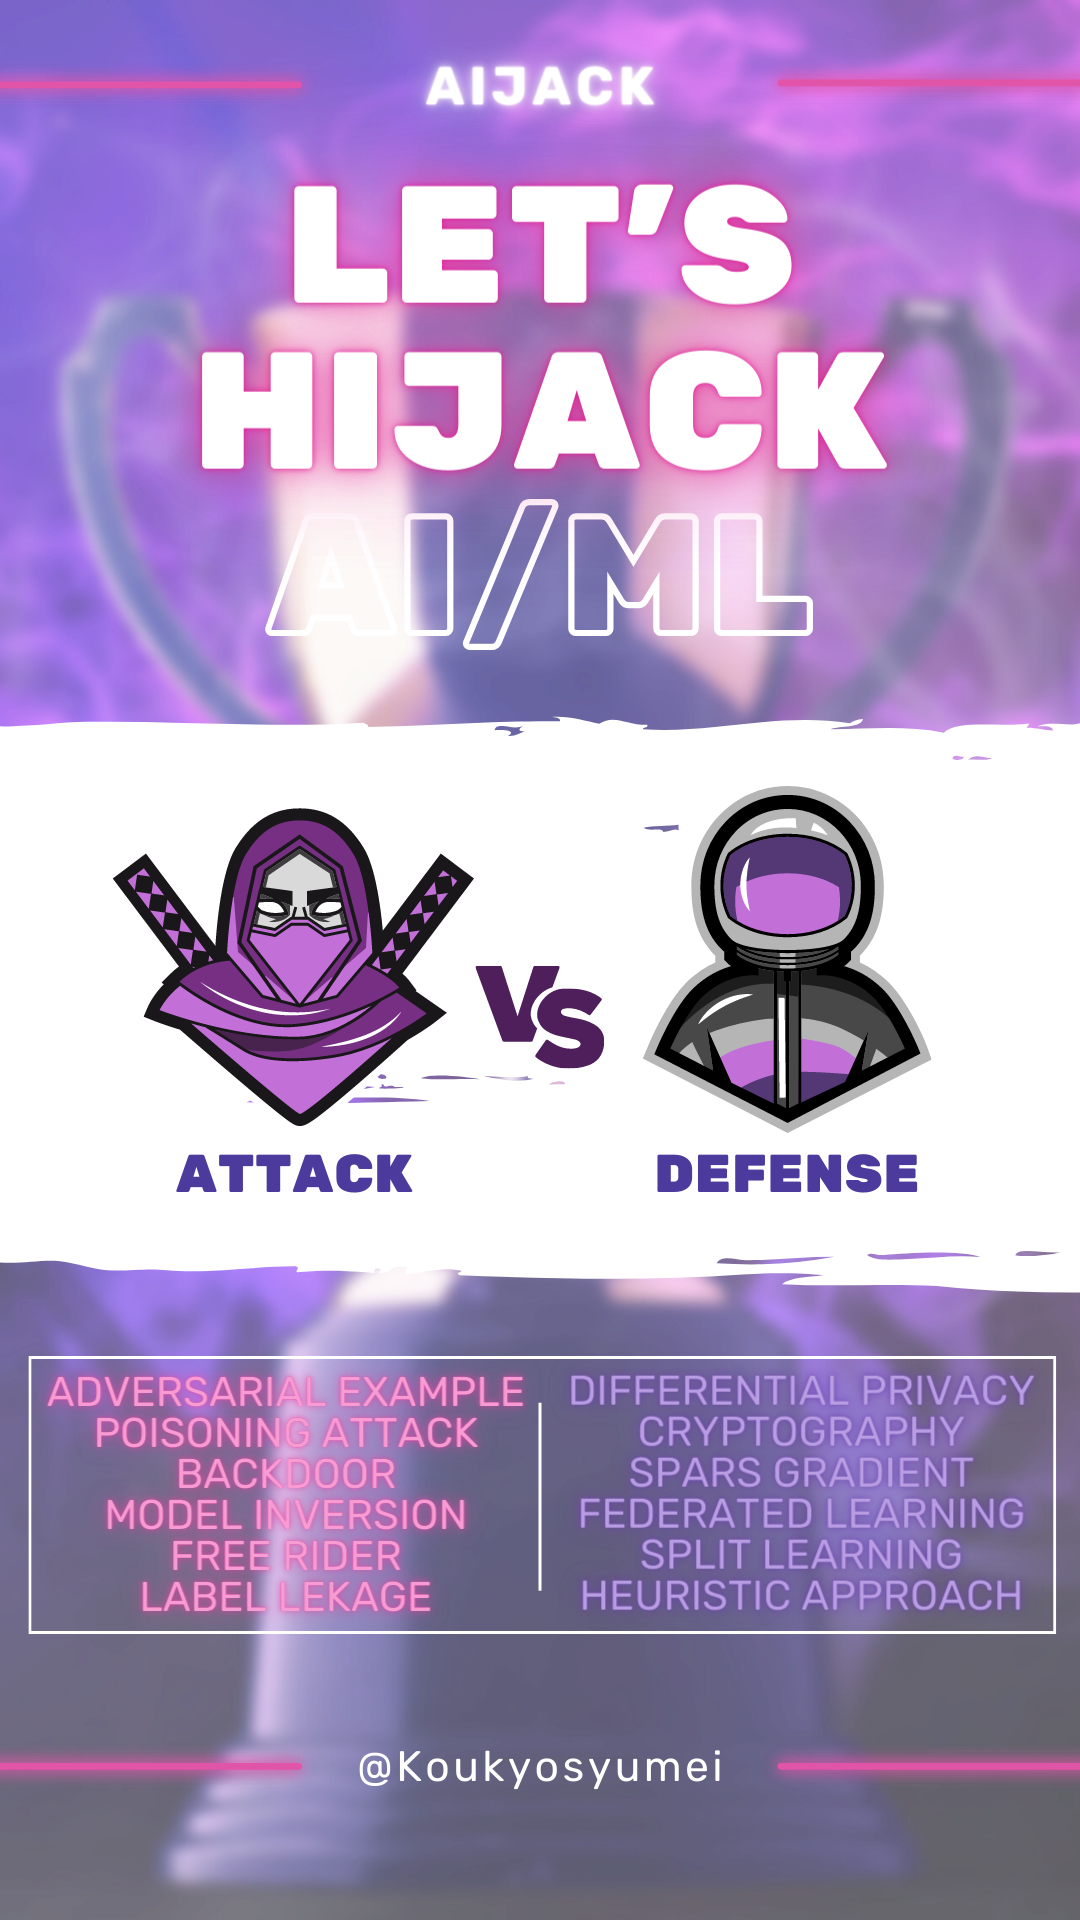 AIJACK
LET'S
HIJACK
AI/ML
VS
ATTACK
DEFENSE
ADVERSARIAL EXAMPLE
POISONING ATTACK
BACKDOOR
MODEL INVERSION
FREE RIDER
LABEL LEKAGE
DIFFERENTIAL PRIVACY
CRYPTOGRAPHY
SPARS GRADIENT
FEDERATED LEARNING
SPLIT LEARNING
HEURISTIC APPROACH
@Koukyosyumei